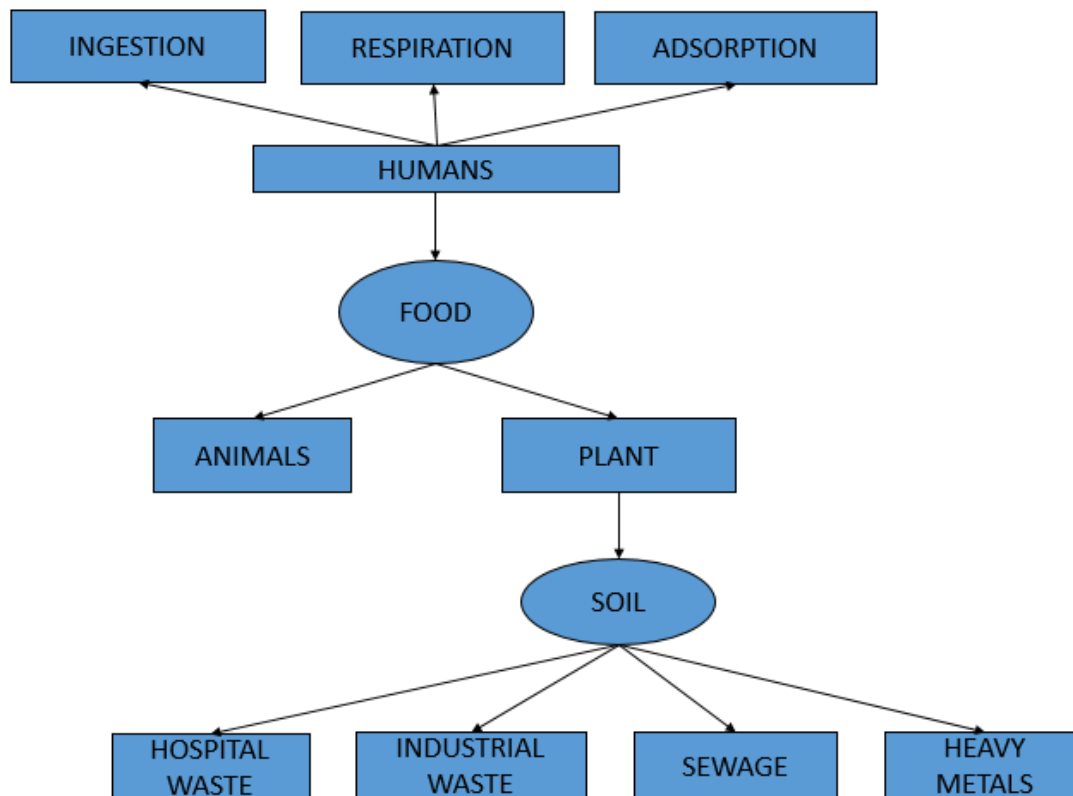 INGESTION
RESPIRATION
ADSORPTION
HUMANS
FOOD
ANIMALS
PLANT
SOIL
HOSPITAL
WASTE
INDUSTRIAL
WASTE
SEWAGE
HEAVY
METALS